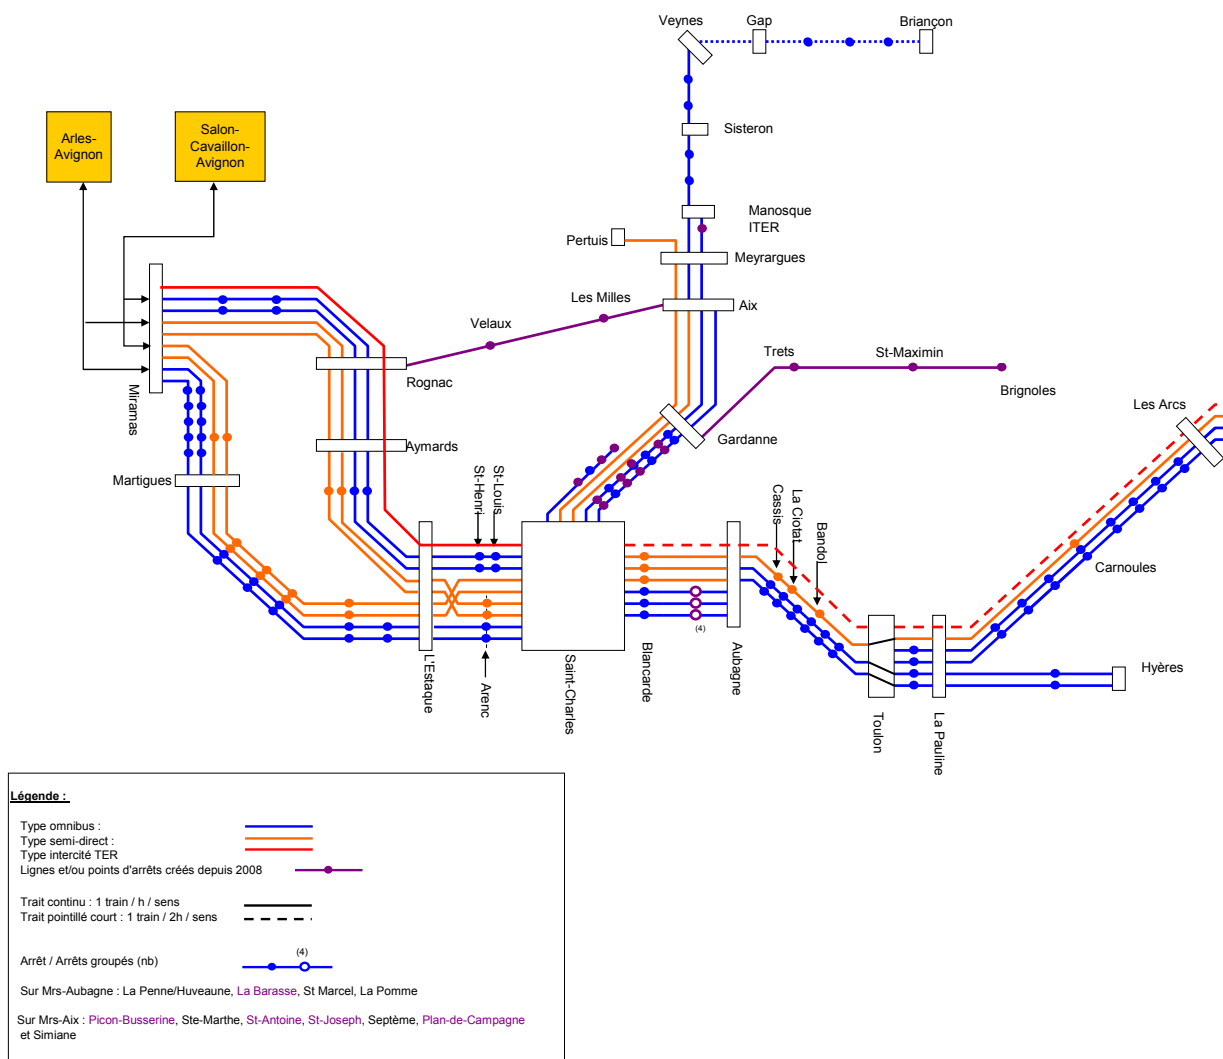 Veynes
Gap
Briançon
Arles-
Avignon
Salon-
Cavaillon-
Avignon
Sisteron
Manosque
ITER
Pertuis
Meyrargues
Les Milles
Aix
Velaux
Trets
St-Maximin
Rognac
Brignoles
Miramas
Les Arcs
Gardanne
Aymards
Martigues
St-Henri
St-Louis
Cassis
La Ciotat
Bandol
Carnoules
(4)
L'Estaque
Arenc
Saint-Charles
Blancarde
Aubagne
Toulon
La Pauline
Hyères
Légende :
Type omnibus :
Type semi-direct :
Type intercité TER
Lignes et/ou points d'arrêts créés depuis 2008
Trait continu : 1 train / h / sens
Trait pointillé court : 1 train / 2h / sens
(4)
Arrêt / Arrêts groupés (nb)
Sur Mrs-Aubagne : La Penne/Huveaune, La Barasse, St Marcel, La Pomme
Sur Mrs-Aix : Picon-Busserine, Ste-Marthe, St-Antoine, St-Joseph, Septème, Plan-de-Campagne
et Simiane